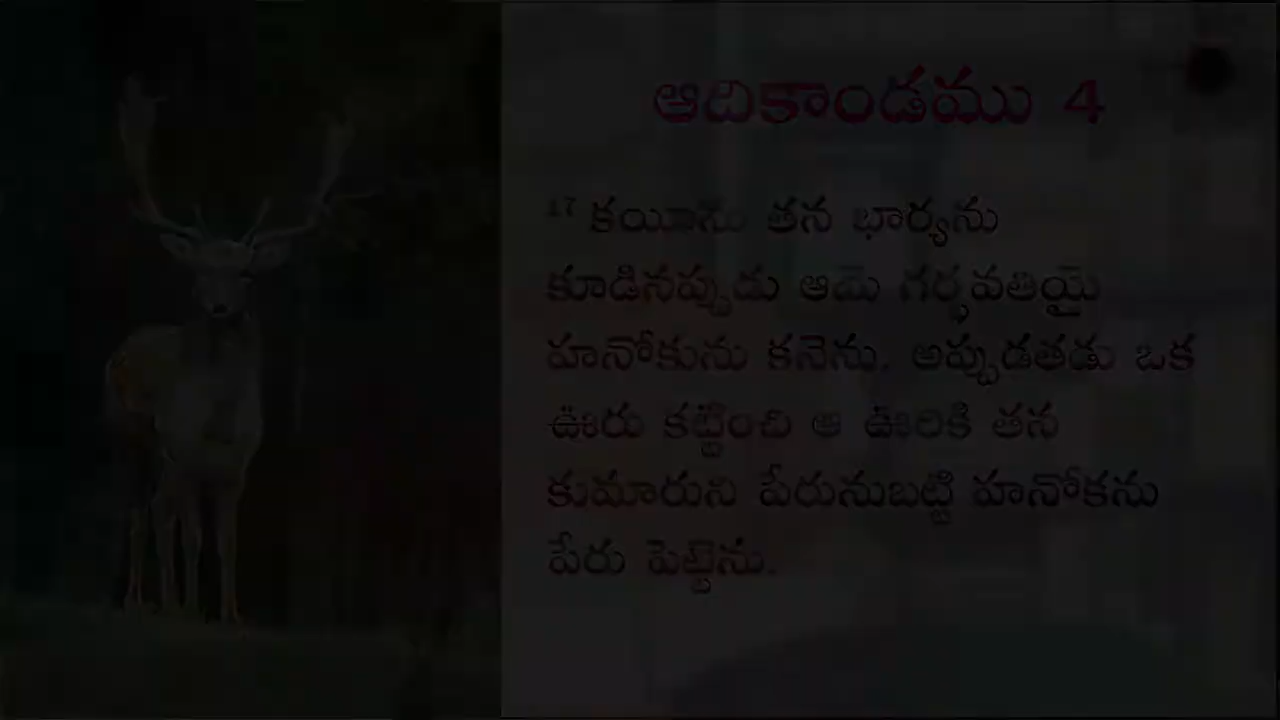 ఆదికాండము 4
17 కయీను తన భార్యను
కూడినప్పుడు ఆమె గర్భవతియై
హనోకును కనెను. అప్పుడతడు ఒక
ఊరు కట్టించి ఆ ఊరికి తన
కుమారుని పేరునుబట్టి హనోకను
పేరు పెట్టెను.